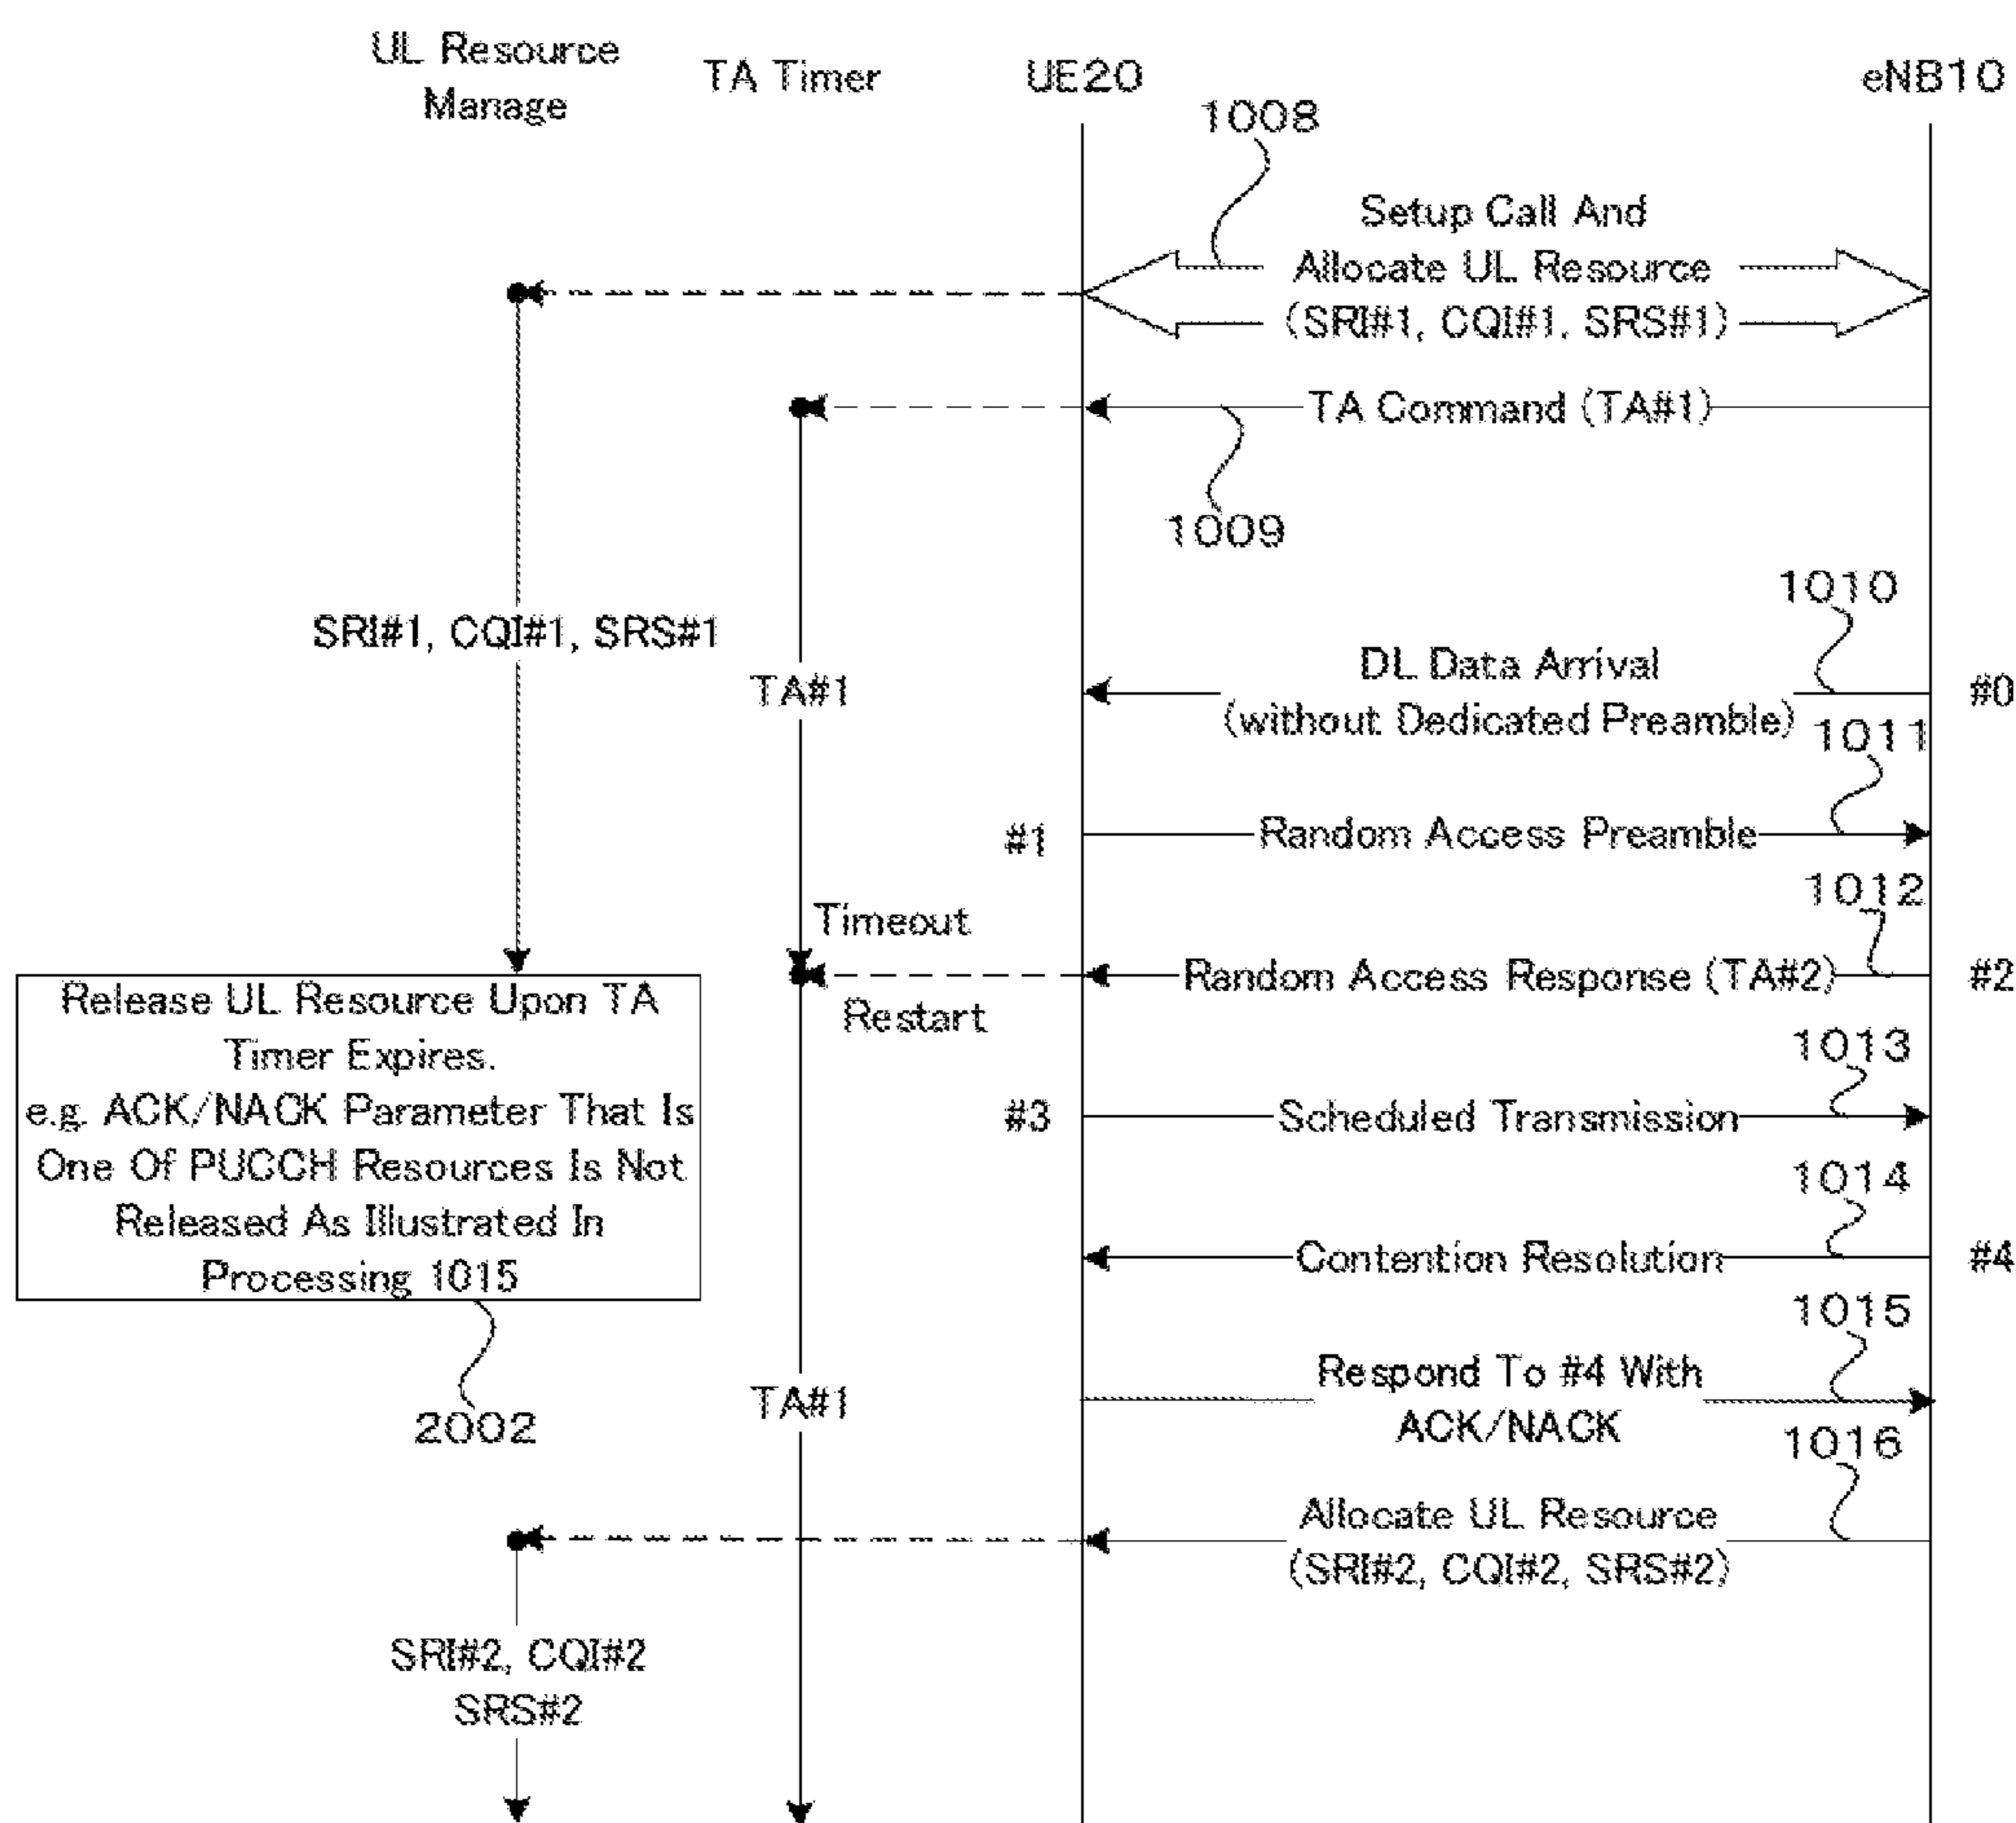 UL Resource
Manage
TA Timer
UE20
eNB10
1008
Setup Call And
Allocate UL Resource
(SRI#1, CQI#1. SRS#1)
TA Command (TA#1)
1009
1010
SRI#1, CQI#1, SRS#1
TA#1
DL Data Arrival
(without Dedicated Preamble)
#0
1011
#1
Random Access Preamble
1012
Timeout
Random Access Response (TA#2)
#2
Restart
Release UL Resource Upon TA
Timer Expires.
e.g. ACK/NACK Parameter That Is
One Of PUCCH Resources Is Not
Released As Illustrated In
Processing 1015
2002
1013
#3
Scheduled Transmission
1014
Contention Resolution
#4
1015
Respond To #4 With
ACK/NACK
TA#1
1016
Allocate UL Resource
(SRI#2, CQI#2, SRS#2)
SRI#2, CQI#2
SRS#2